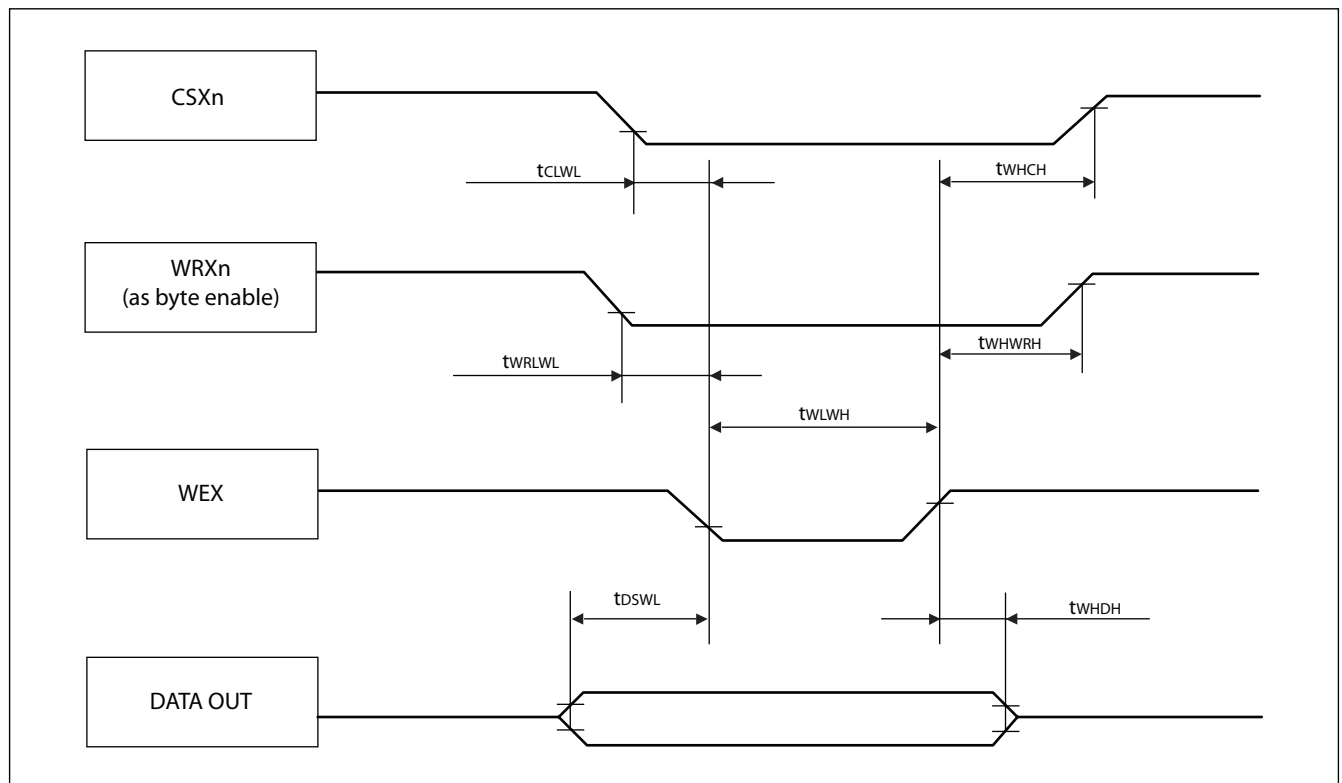 CSXn
tCLWL
tWHCH
WRXn
(as byte enable)
tWRLWL
tWHWRH
tWLWH
WEX
tDSWL
tWHDH
DATA OUT